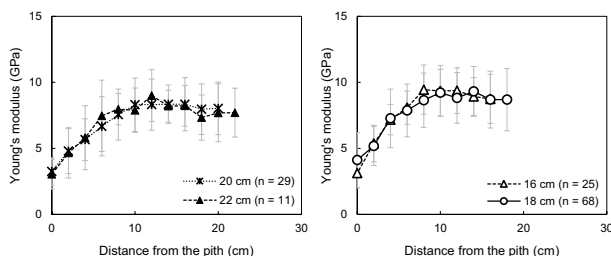 15
10
5
0
Young's modulus (GPa)
20 cm (n = 29)
22 cm (n = 11)
0
10
20
30
Distance from the pith (cm)
15
10
5
0
Young's modulus (GPa)
16 cm (n = 25)
18 cm (n = 68)
0
10
20
30
Distance from the pith (cm)